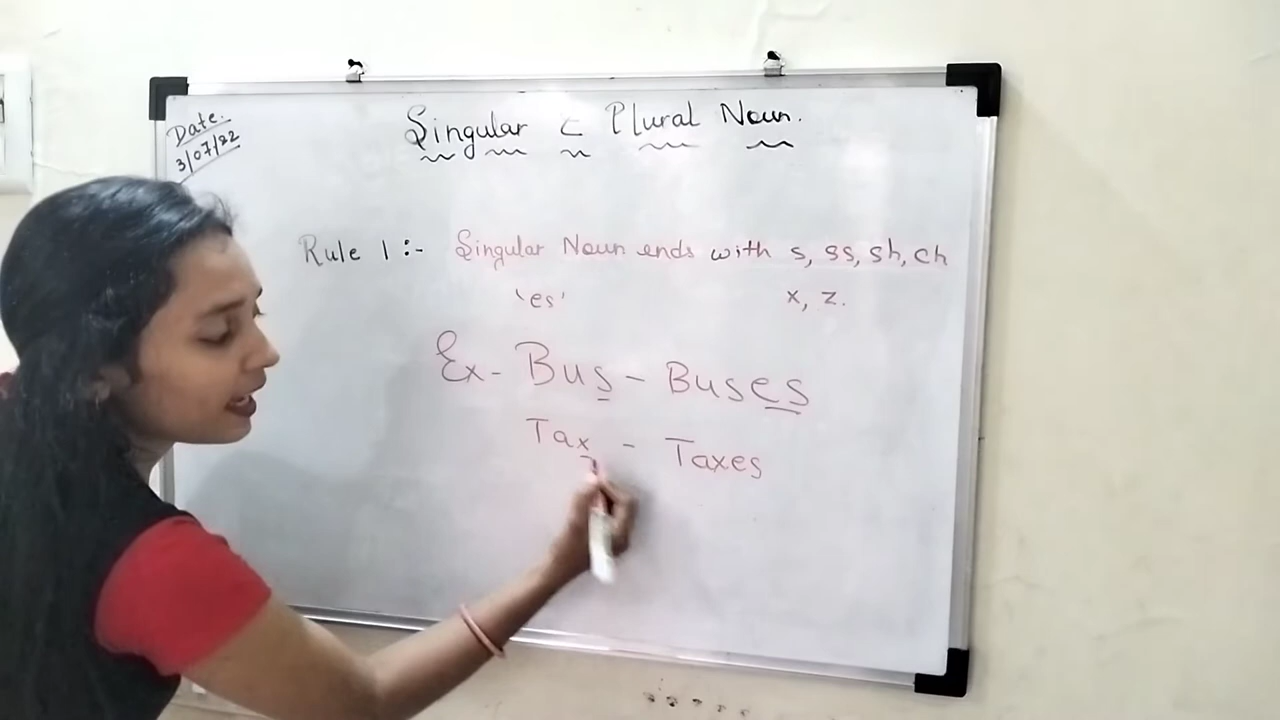 Date.
3/07/22
Singular & Plural Noun.
Rule 1:- Singular Noun ends with s, ss, sh, ch
'es' x, z.
Ex- Bus - Buses
Tax - Taxes